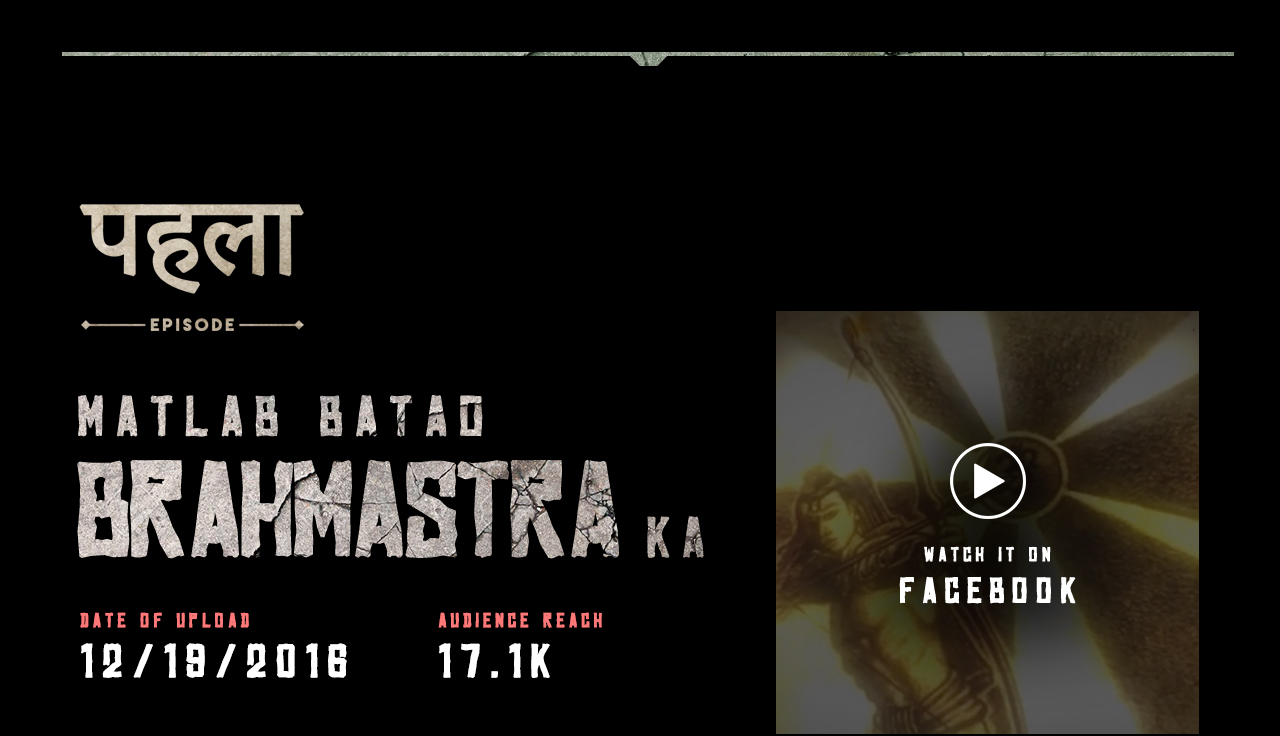 पहला
EPISODE
MATLAB BATAO
BRAHMASTRA KA
DATE OF UPLOAD
12/19/2016
AUDIENCE REACH
17.1K
WATCH IT ON
FACEBOOK